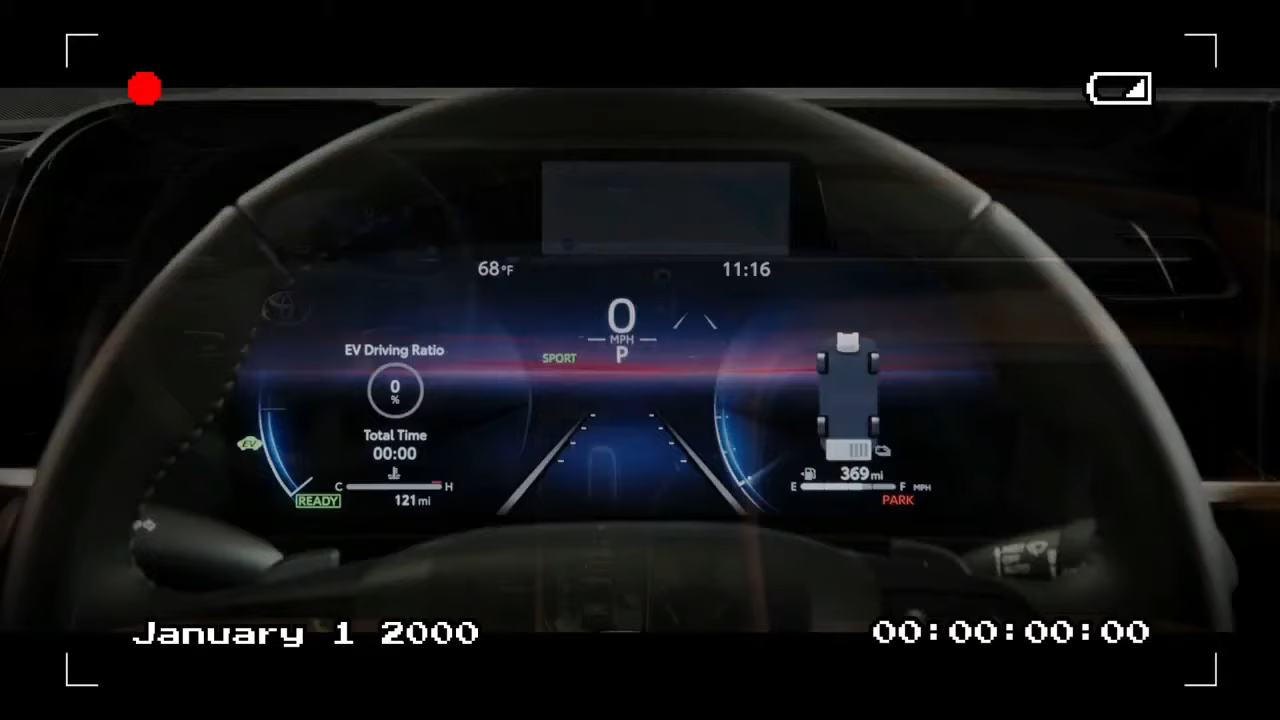 68°F
11:16
0
MPH
P
SPORT
EV Driving Ratio
0
%
Total Time
00:00
EV
C H
READY
121 mi
369 mi
E F MPH
PARK
January 1 2000
00:00:00:00